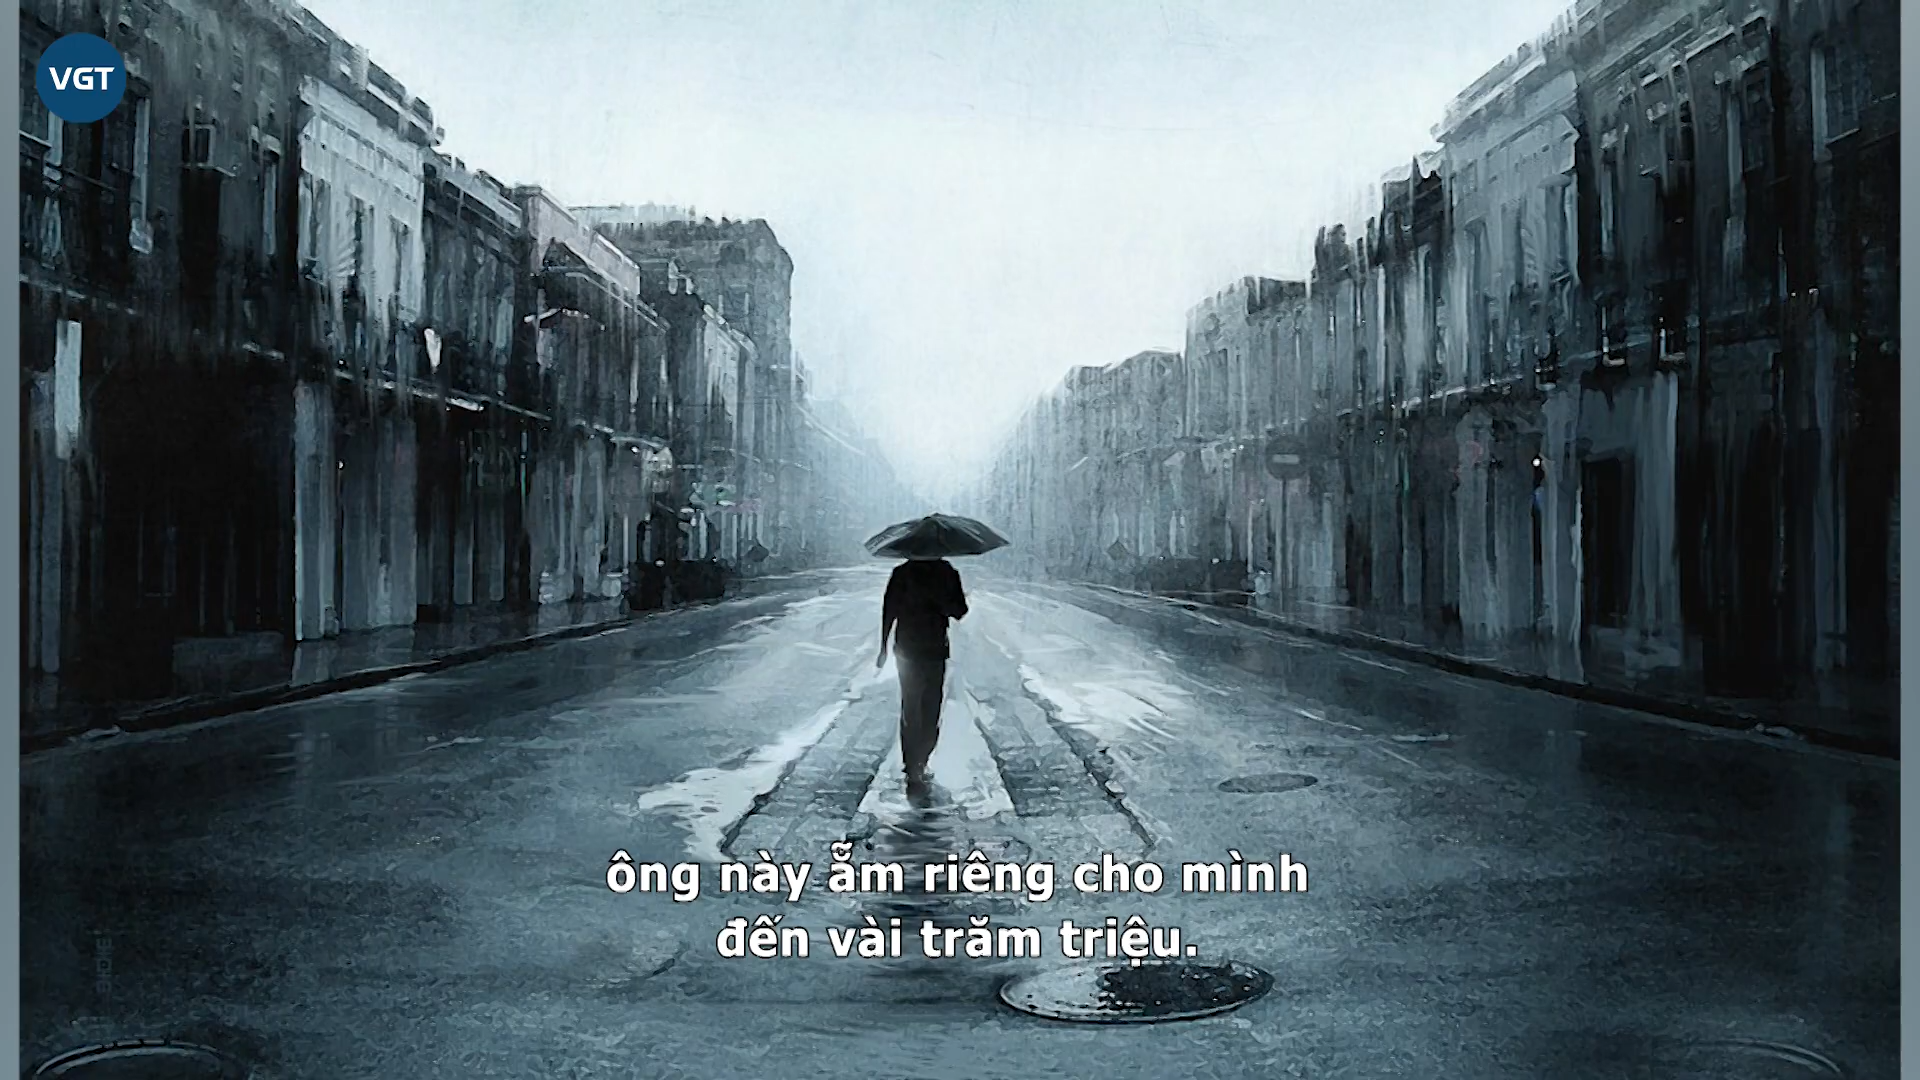 VGT
ông này ẵm riêng cho mình
đến vài trăm triệu.